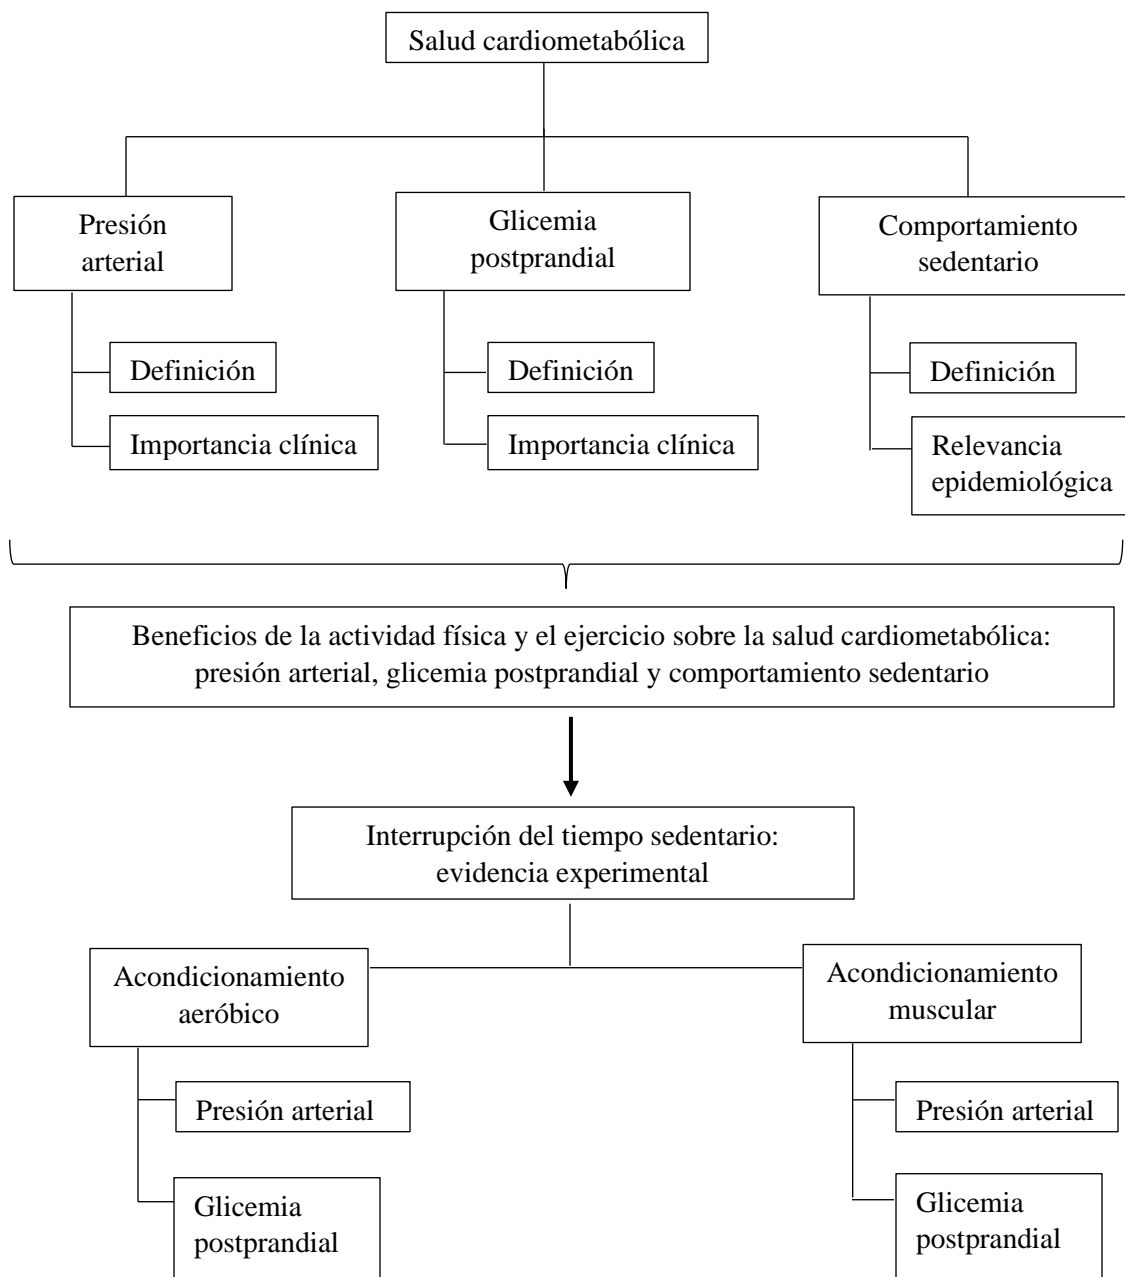 Salud cardiometabólica
Presión
arterial
Glicemia
postprandial
Comportamiento
sedentario
Definición
Importancia clínica
Definición
Importancia clínica
Definición
Relevancia
epidemiológica
Beneficios de la actividad física y el ejercicio sobre la salud cardiometabólica:
presión arterial, glicemia postprandial y comportamiento sedentario
Interrupción del tiempo sedentario:
evidencia experimental
Acondicionamiento
aeróbico
Acondicionamiento
muscular
Presión arterial
Glicemia
postprandial
Presión arterial
Glicemia
postprandial